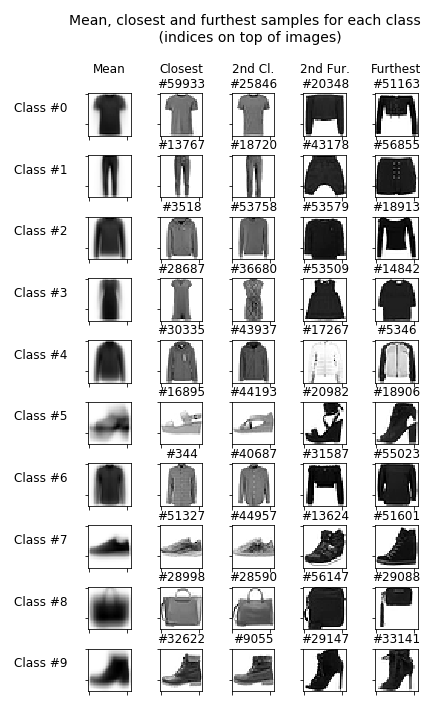 Mean, closest and furthest samples for each class
(indices on top of images)
Mean Closest 2nd Cl. 2nd Fur. Furthest
#59933 #25846 #20348 #51163
Class #0
#13767 #18720 #43178 #56855
Class #1
#3518 #53758 #53579 #18913
Class #2
#28687 #36680 #53509 #14842
Class #3
#30335 #43937 #17267 #5346
Class #4
#16895 #44193 #20982 #18906
Class #5
#344 #40687 #31587 #55023
Class #6
#51327 #44957 #13624 #51601
Class #7
#28998 #28590 #56147 #29088
Class #8
#32622 #9055 #29147 #33141
Class #9